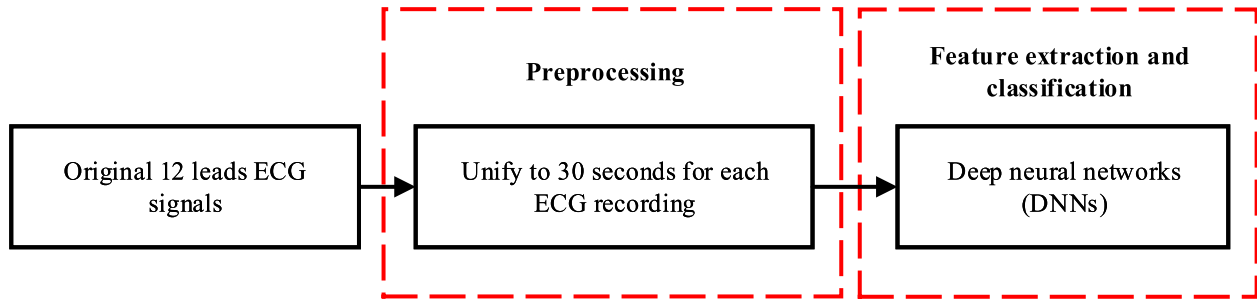 Preprocessing
Feature extraction and
classification
Original 12 leads ECG
signals
Unify to 30 seconds for each
ECG recording
Deep neural networks
(DNNs)